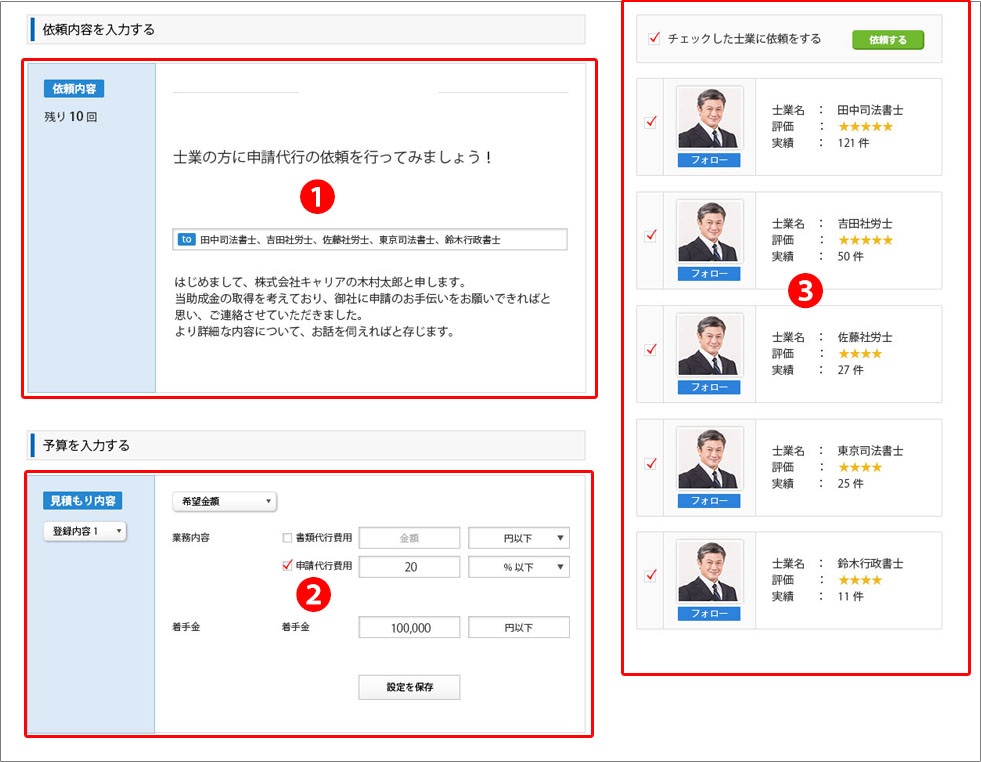 依頼内容を入力する
依頼内容
残り 10 回
士業の方に申請代行の依頼を行ってみましょう！
1
to 田中司法書士、吉田社労士、佐藤社労士、東京司法書士、鈴木行政書士
はじめまして、株式会社キャリアの木村太郎と申します。
当助成金の取得を考えており、御社に申請のお手伝いをお願いできればと
思い、ご連絡させていただきました。
より詳細な内容について、お話を伺えればと存じます。
予算を入力する
見積もり内容
登録内容 1 ▼
希望金額 ▼
業務内容 書類代行費用 金額 円以下 ▼
申請代行費用 20 % 以下 ▼
2
着手金 着手金 100,000 円以下
設定を保存
チェックした士業に依頼をする 依頼する
士業名 ： 田中司法書士
評価 ： ★★★★★
実績 ： 121 件
フォロー
士業名 ： 吉田社労士
評価 ： ★★★★★
実績 ： 50 件
フォロー
3
士業名 ： 佐藤社労士
評価 ： ★★★★
実績 ： 27 件
フォロー
士業名 ： 東京司法書士
評価 ： ★★★★
実績 ： 25 件
フォロー
士業名 ： 鈴木行政書士
評価 ： ★★★★
実績 ： 11 件
フォロー